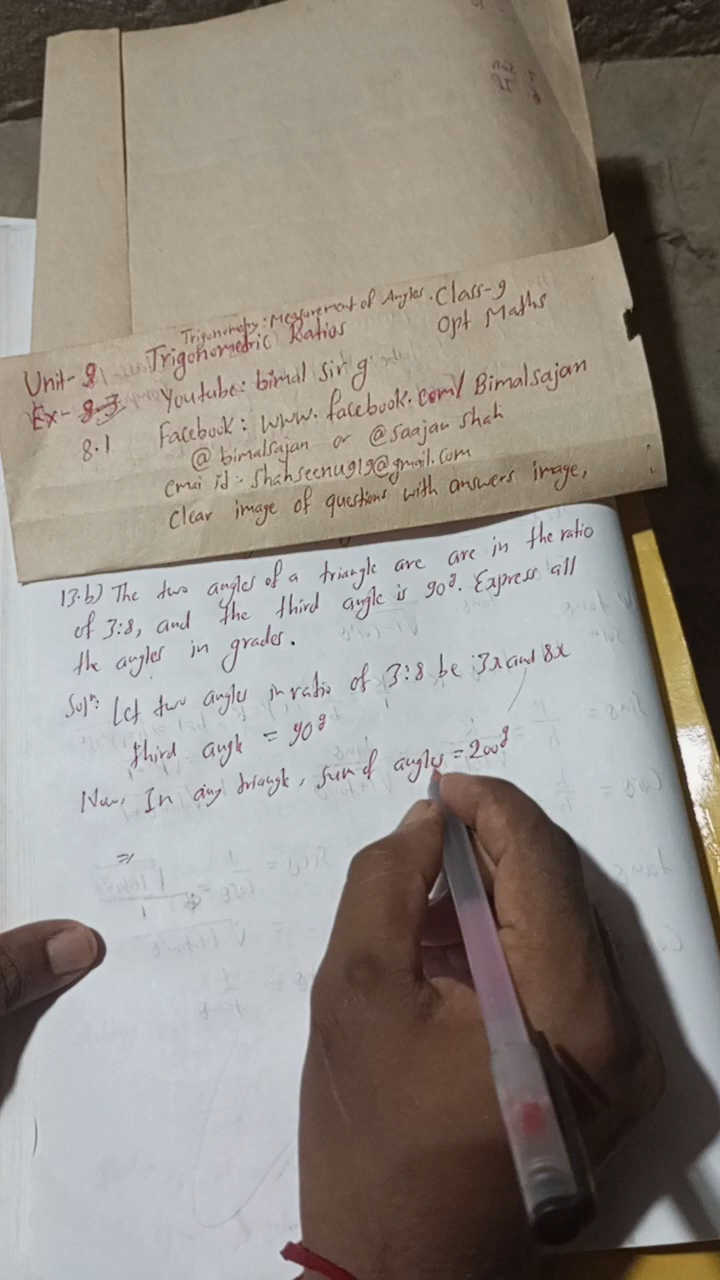 Trigonometry: Measurement of Angles. Class-9
Unit- 9 Trigonometric Ratios Opt Maths
Ex- 8.3 Youtube: bimal sir g
8.1 Facebook: www.facebook.com/Bimalsajan
@bimalsajan or @saajan shah
emai id:- Shahseenu919@gmail.com
Clear image of questions with answers image,
13.b) The two angles of a triangle are are in the ratio
of 3:8, and the third angle is 90g. Express all
the angles in grades.
Soln: Let two angles in ratio of 3:8 be 3x and 8x
third angle = 90g
Now, In any triangle, sum of angles = 200g
⇒